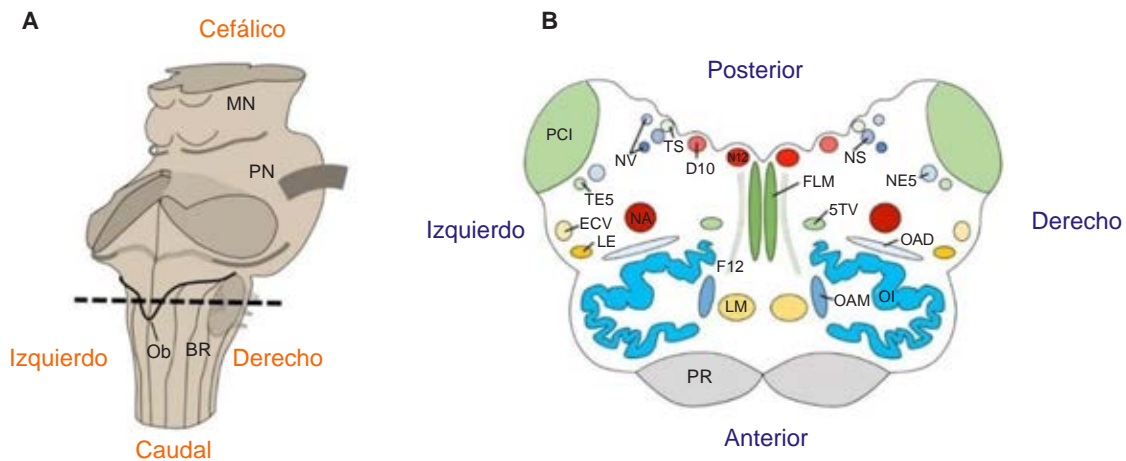 A
Cefálico
MN
PN
Izquierdo
Ob
BR
Derecho
Caudal
B
Posterior
PCI
NV
TS
D10
N12
NS
FLM
NE5
TE5
5TV
Izquierdo
ECV
NA
Derecho
LE
OAD
F12
LM
OAM
OI
PR
Anterior